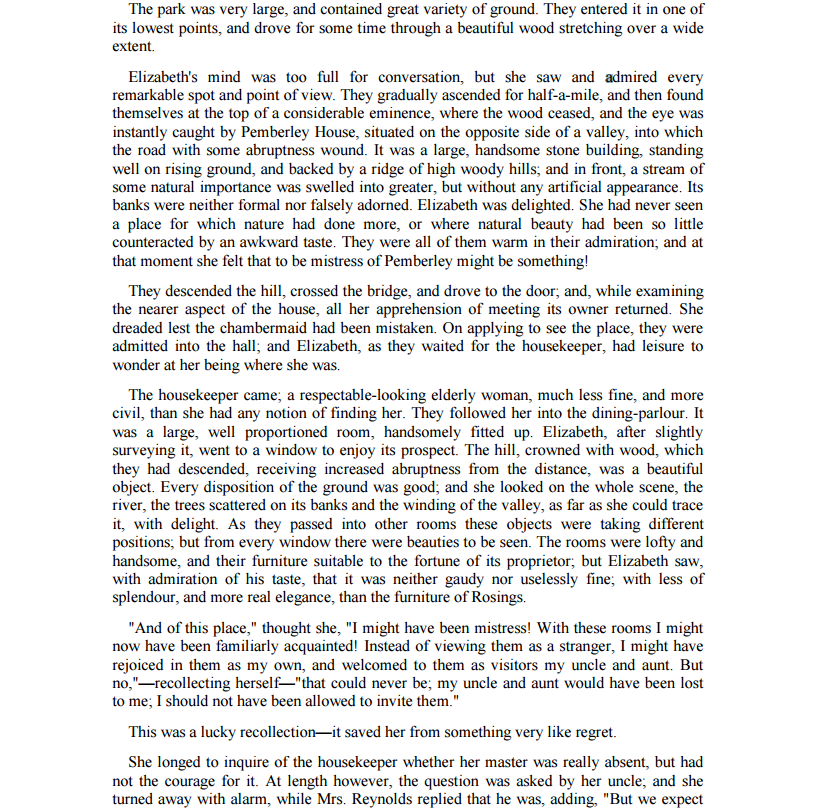 The park was very large, and contained great variety of ground. They entered it in one of
its lowest points, and drove for some time through a beautiful wood stretching over a wide
extent.
Elizabeth's mind was too full for conversation, but she saw and admired every
remarkable spot and point of view. They gradually ascended for half-a-mile, and then found
themselves at the top of a considerable eminence, where the wood ceased, and the eye was
instantly caught by Pemberley House, situated on the opposite side of a valley, into which
the road with some abruptness wound. It was a large, handsome stone building, standing
well on rising ground, and backed by a ridge of high woody hills; and in front, a stream of
some natural importance was swelled into greater, but without any artificial appearance. Its
banks were neither formal nor falsely adorned. Elizabeth was delighted. She had never seen
a place for which nature had done more, or where natural beauty had been so little
counteracted by an awkward taste. They were all of them warm in their admiration; and at
that moment she felt that to be mistress of Pemberley might be something!
They descended the hill, crossed the bridge, and drove to the door; and, while examining
the nearer aspect of the house, all her apprehension of meeting its owner returned. She
dreaded lest the chambermaid had been mistaken. On applying to see the place, they were
admitted into the hall; and Elizabeth, as they waited for the housekeeper, had leisure to
wonder at her being where she was.
The housekeeper came; a respectable-looking elderly woman, much less fine, and more
civil, than she had any notion of finding her. They followed her into the dining-parlour. It
was a large, well proportioned room, handsomely fitted up. Elizabeth, after slightly
surveying it, went to a window to enjoy its prospect. The hill, crowned with wood, which
they had descended, receiving increased abruptness from the distance, was a beautiful
object. Every disposition of the ground was good; and she looked on the whole scene, the
river, the trees scattered on its banks and the winding of the valley, as far as she could trace
it, with delight. As they passed into other rooms these objects were taking different
positions; but from every window there were beauties to be seen. The rooms were lofty and
handsome, and their furniture suitable to the fortune of its proprietor; but Elizabeth saw,
with admiration of his taste, that it was neither gaudy nor uselessly fine; with less of
splendour, and more real elegance, than the furniture of Rosings.
"And of this place," thought she, "I might have been mistress! With these rooms I might
now have been familiarly acquainted! Instead of viewing them as a stranger, I might have
rejoiced in them as my own, and welcomed to them as visitors my uncle and aunt. But
no,"—recollecting herself—"that could never be; my uncle and aunt would have been lost
to me; I should not have been allowed to invite them."
This was a lucky recollection—it saved her from something very like regret.
She longed to inquire of the housekeeper whether her master was really absent, but had
not the courage for it. At length however, the question was asked by her uncle; and she
turned away with alarm, while Mrs. Reynolds replied that he was, adding, "But we expect